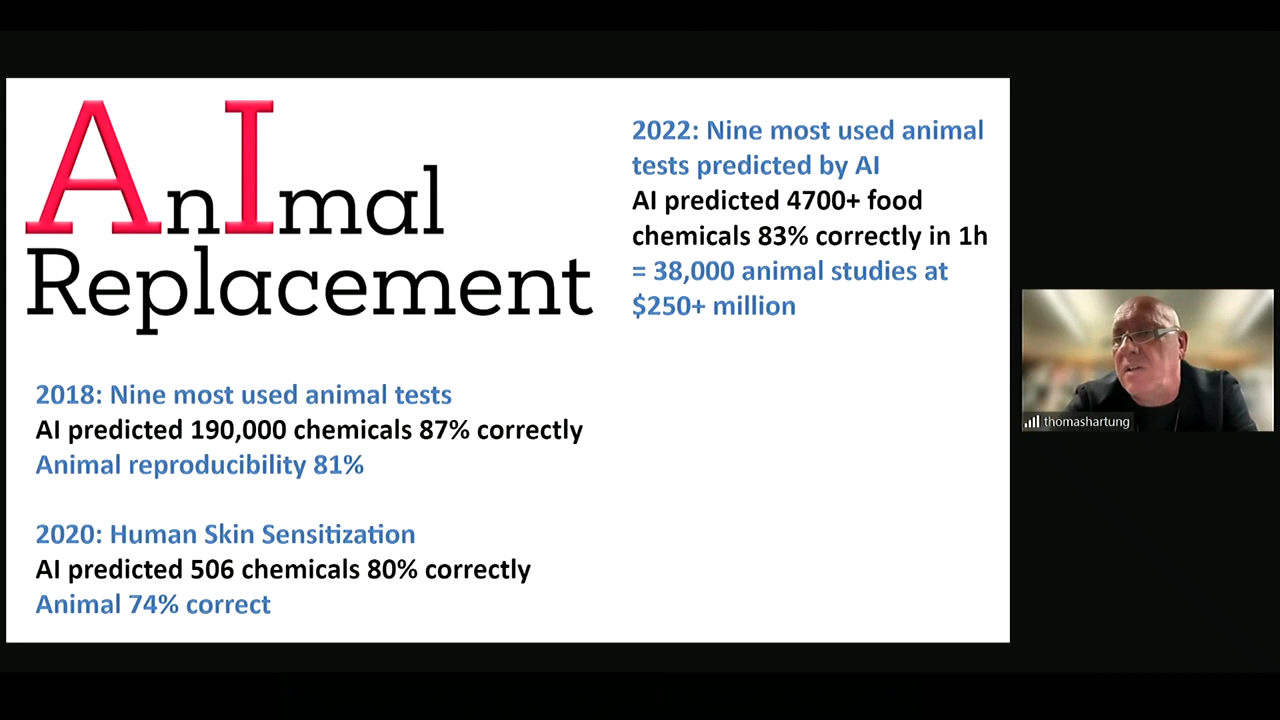 AnImal
Replacement
2018: Nine most used animal tests
AI predicted 190,000 chemicals 87% correctly
Animal reproducibility 81%
2020: Human Skin Sensitization
AI predicted 506 chemicals 80% correctly
Animal 74% correct
2022: Nine most used animal
tests predicted by AI
AI predicted 4700+ food
chemicals 83% correctly in 1h
= 38,000 animal studies at
$250+ million
thomashartung